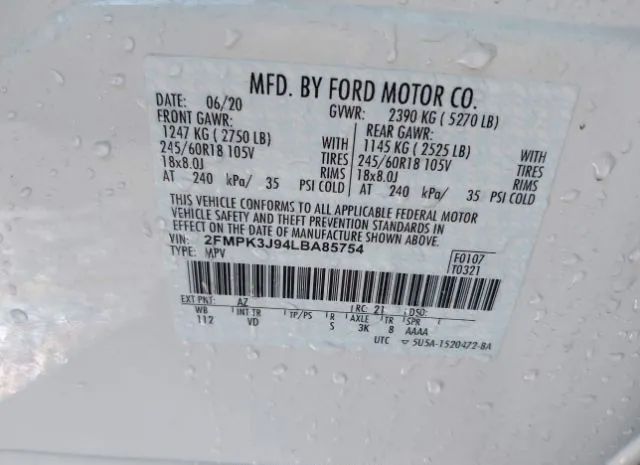 MFD. BY FORD MOTOR CO.
DATE: 06/20 GVWR: 2390 KG ( 5270 LB)
FRONT GAWR: REAR GAWR:
1247 KG ( 2750 LB) WITH 1145 KG ( 2525 LB) WITH
245/60R18 105V TIRES 245/60R18 105V TIRES
18x8.0J RIMS 18x8.0J RIMS
AT 240 kPa/ 35 PSI COLD AT 240 kPa/ 35 PSI COLD
THIS VEHICLE CONFORMS TO ALL APPLICABLE FEDERAL MOTOR
VEHICLE SAFETY AND THEFT PREVENTION STANDARDS IN
EFFECT ON THE DATE OF MANUFACTURE SHOWN ABOVE.
VIN: 2FMPK3J94LBA85754 F0107
TYPE: MPV T0321
EXT PNT: AZ RC: 21 DSO:
WB INT TR TP/PS R AXLE TR SPR
112 VD S 3K 8 AAAA
UTC ▽ 5U5A-1520472-BA